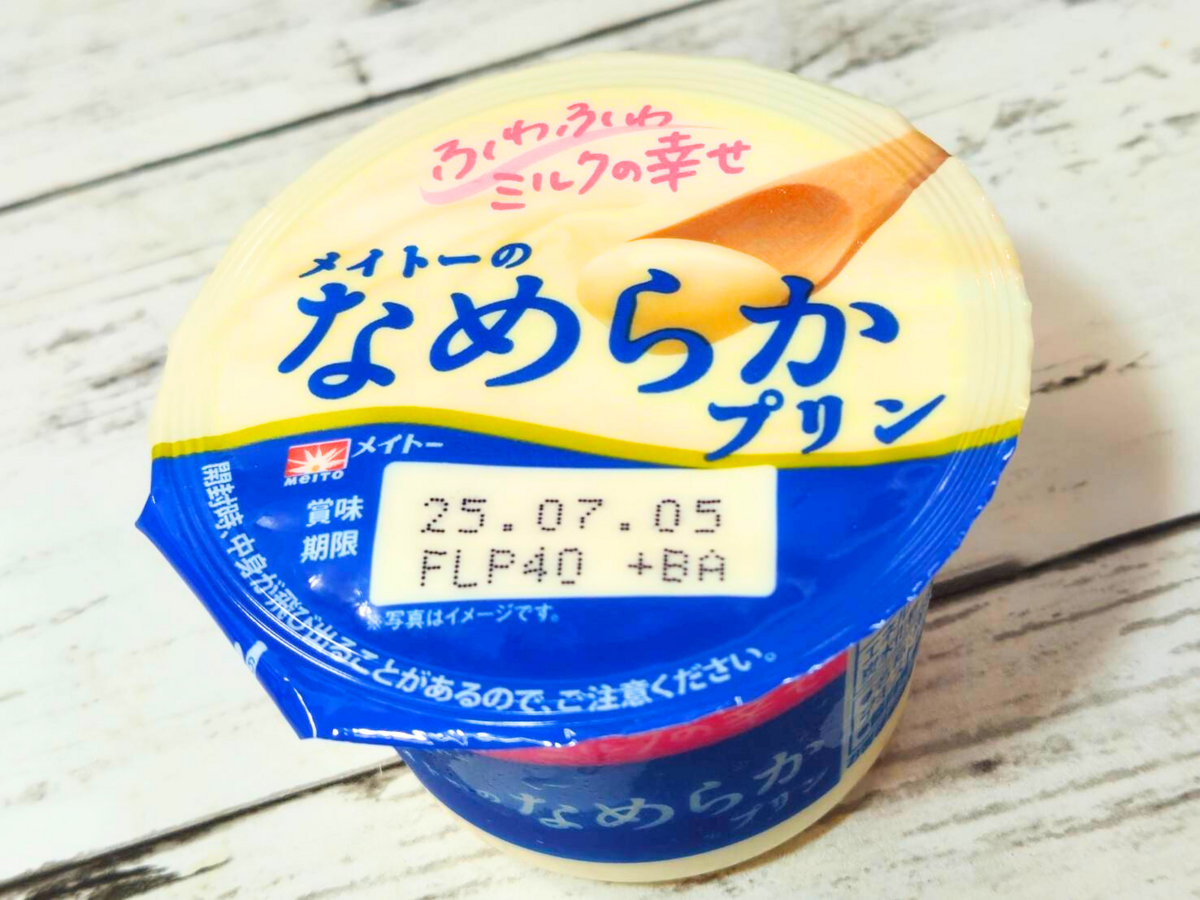 ふわふわ
ミルクの幸せ
メイトーの
なめらか
プリン
MEITO
メイトー
賞味
期限
25.07.05
FLP40 +BA
※写真はイメージです。
開封時、中身が飛び出ることがあるので、ご注意ください。
の なめらか
プリン